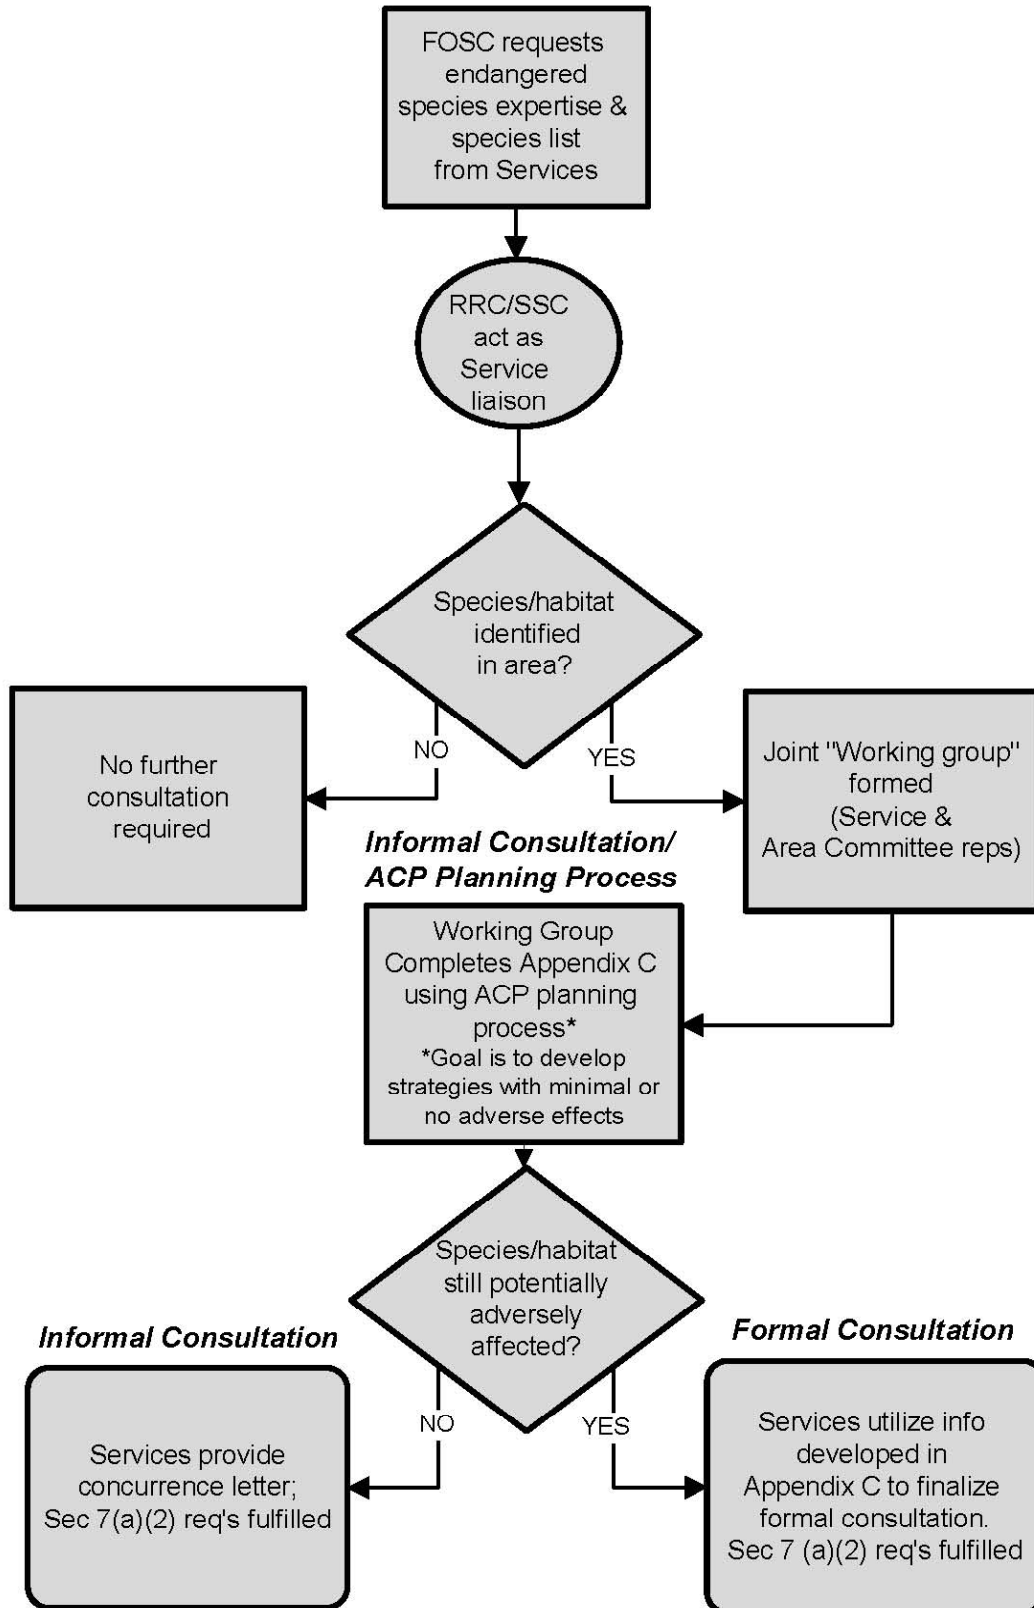 FOSC requests
endangered
species expertise &
species list
from Services
RRC/SSC
act as
Service
liaison
Species/habitat
identified
in area?
NO
YES
No further
consultation
required
Joint "Working group"
formed
(Service &
Area Committee reps)
Informal Consultation/
ACP Planning Process
Working Group
Completes Appendix C
using ACP planning
process*
*Goal is to develop
strategies with minimal or
no adverse effects
Species/habitat
still potentially
adversely
affected?
NO
YES
Informal Consultation
Services provide
concurrence letter;
Sec 7(a)(2) req's fulfilled
Formal Consultation
Services utilize info
developed in
Appendix C to finalize
formal consultation.
Sec 7 (a)(2) req's fulfilled